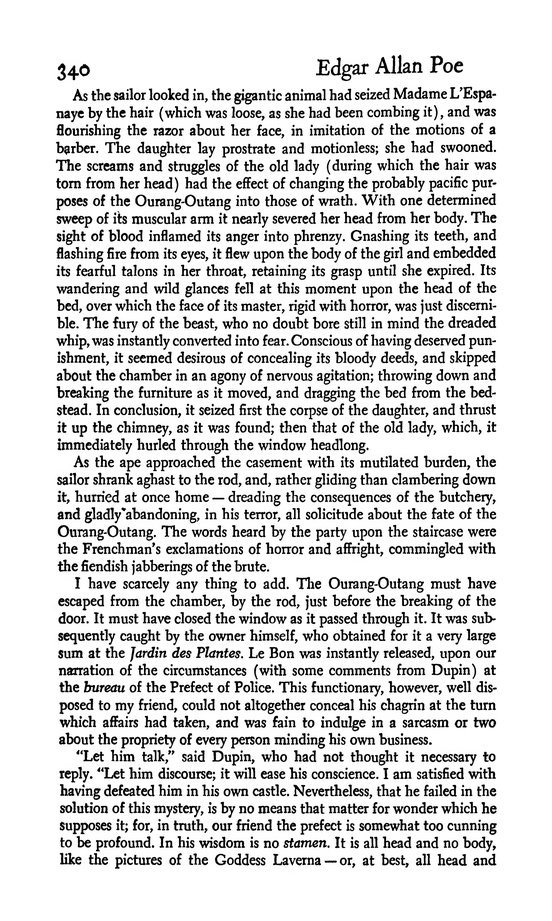 340
Edgar Allan Poe
As the sailor looked in, the gigantic animal had seized Madame L'Espa-
naye by the hair (which was loose, as she had been combing it), and was
flourishing the razor about her face, in imitation of the motions of a
barber. The daughter lay prostrate and motionless; she had swooned.
The screams and struggles of the old lady (during which the hair was
torn from her head) had the effect of changing the probably pacific pur-
poses of the Ourang-Outang into those of wrath. With one determined
sweep of its muscular arm it nearly severed her head from her body. The
sight of blood inflamed its anger into phrenzy. Gnashing its teeth, and
flashing fire from its eyes, it flew upon the body of the girl and embedded
its fearful talons in her throat, retaining its grasp until she expired. Its
wandering and wild glances fell at this moment upon the head of the
bed, over which the face of its master, rigid with horror, was just discerni-
ble. The fury of the beast, who no doubt bore still in mind the dreaded
whip, was instantly converted into fear. Conscious of having deserved pun-
ishment, it seemed desirous of concealing its bloody deeds, and skipped
about the chamber in an agony of nervous agitation; throwing down and
breaking the furniture as it moved, and dragging the bed from the bed-
stead. In conclusion, it seized first the corpse of the daughter, and thrust
it up the chimney, as it was found; then that of the old lady, which, it
immediately hurled through the window headlong.
As the ape approached the casement with its mutilated burden, the
sailor shrank aghast to the rod, and, rather gliding than clambering down
it, hurried at once home — dreading the consequences of the butchery,
and gladly abandoning, in his terror, all solicitude about the fate of the
Ourang-Outang. The words heard by the party upon the staircase were
the Frenchman's exclamations of horror and affright, commingled with
the fiendish jabberings of the brute.
I have scarcely any thing to add. The Ourang-Outang must have
escaped from the chamber, by the rod, just before the breaking of the
door. It must have closed the window as it passed through it. It was sub-
sequently caught by the owner himself, who obtained for it a very large
sum at the Jardin des Plantes. Le Bon was instantly released, upon our
narration of the circumstances (with some comments from Dupin) at
the bureau of the Prefect of Police. This functionary, however, well dis-
posed to my friend, could not altogether conceal his chagrin at the turn
which affairs had taken, and was fain to indulge in a sarcasm or two
about the propriety of every person minding his own business.
"Let him talk," said Dupin, who had not thought it necessary to
reply. "Let him discourse; it will ease his conscience. I am satisfied with
having defeated him in his own castle. Nevertheless, that he failed in the
solution of this mystery, is by no means that matter for wonder which he
supposes it; for, in truth, our friend the prefect is somewhat too cunning
to be profound. In his wisdom is no stamen. It is all head and no body,
like the pictures of the Goddess Laverna — or, at best, all head and